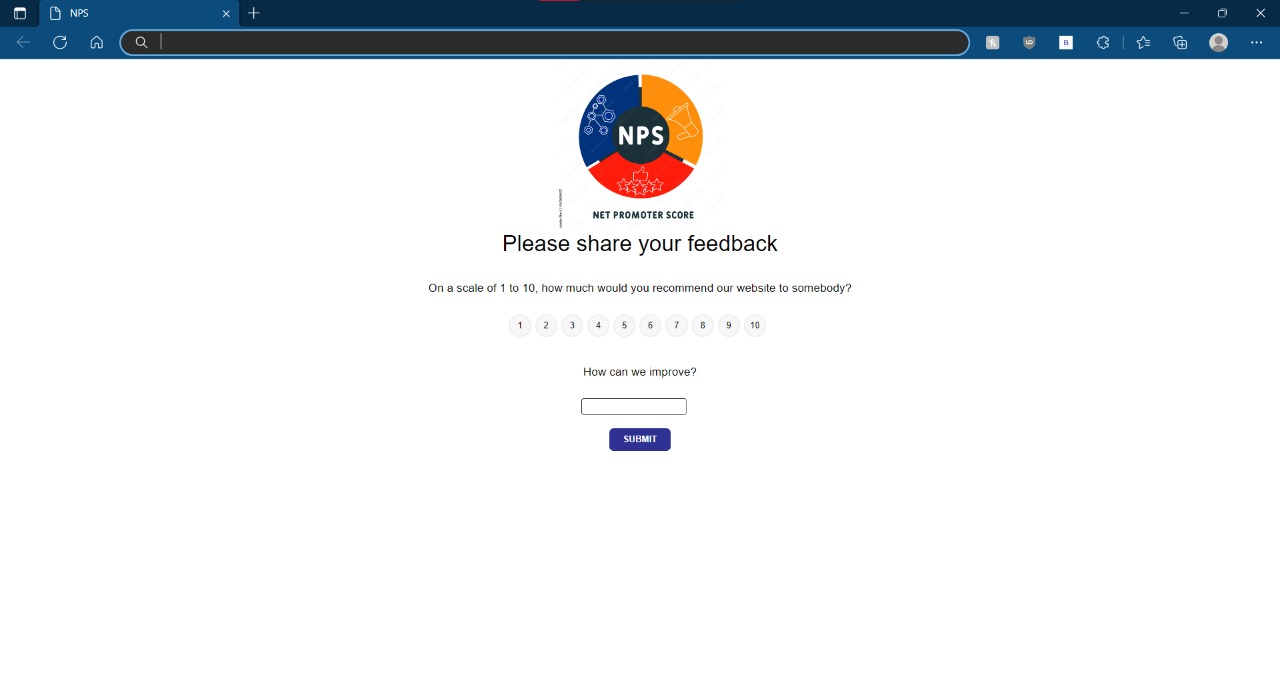 NPS
NPS
NET PROMOTER SCORE
Please share your feedback
On a scale of 1 to 10, how much would you recommend our website to somebody?
1 2 3 4 5 6 7 8 9 10
How can we improve?
SUBMIT